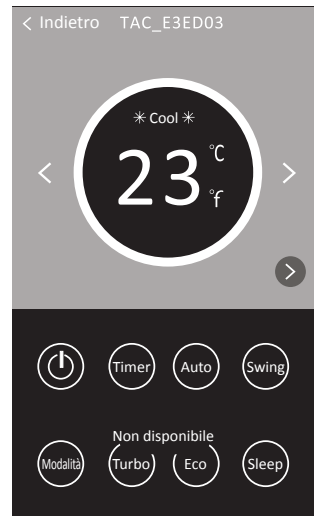 < Indietro TAC_E3ED03
✳ Cool ✳
23 °C
°f
Timer Auto Swing
Non disponibile
Modalità Turbo Eco Sleep